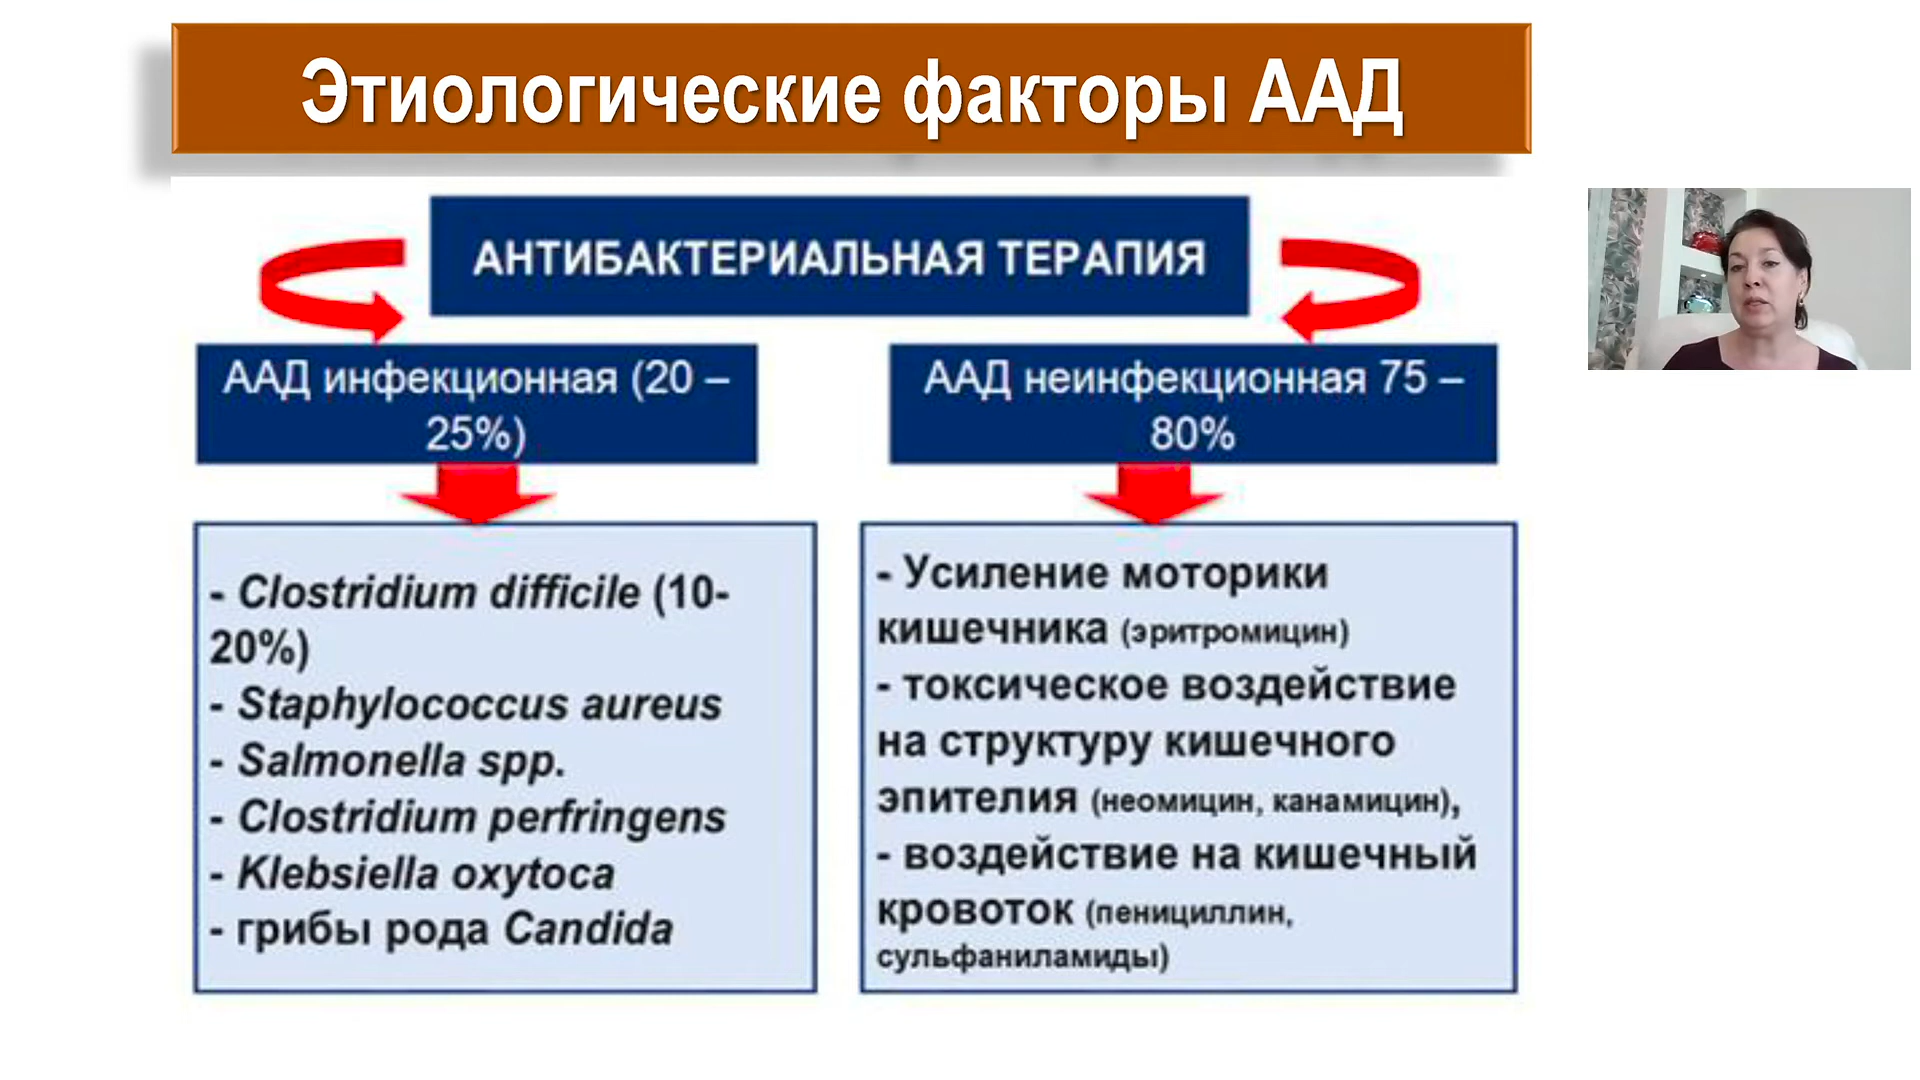 Этиологические факторы ААД
АНТИБАКТЕРИАЛЬНАЯ ТЕРАПИЯ
ААД инфекционная (20 –
25%)
- Clostridium difficile (10-
20%)
- Staphylococcus aureus
- Salmonella spp.
- Clostridium perfringens
- Klebsiella oxytoca
- грибы рода Candida
ААД неинфекционная 75 –
80%
- Усиление моторики
кишечника (эритромицин)
- токсическое воздействие
на структуру кишечного
эпителия (неомицин, канамицин),
- воздействие на кишечный
кровоток (пенициллин,
сульфаниламиды)